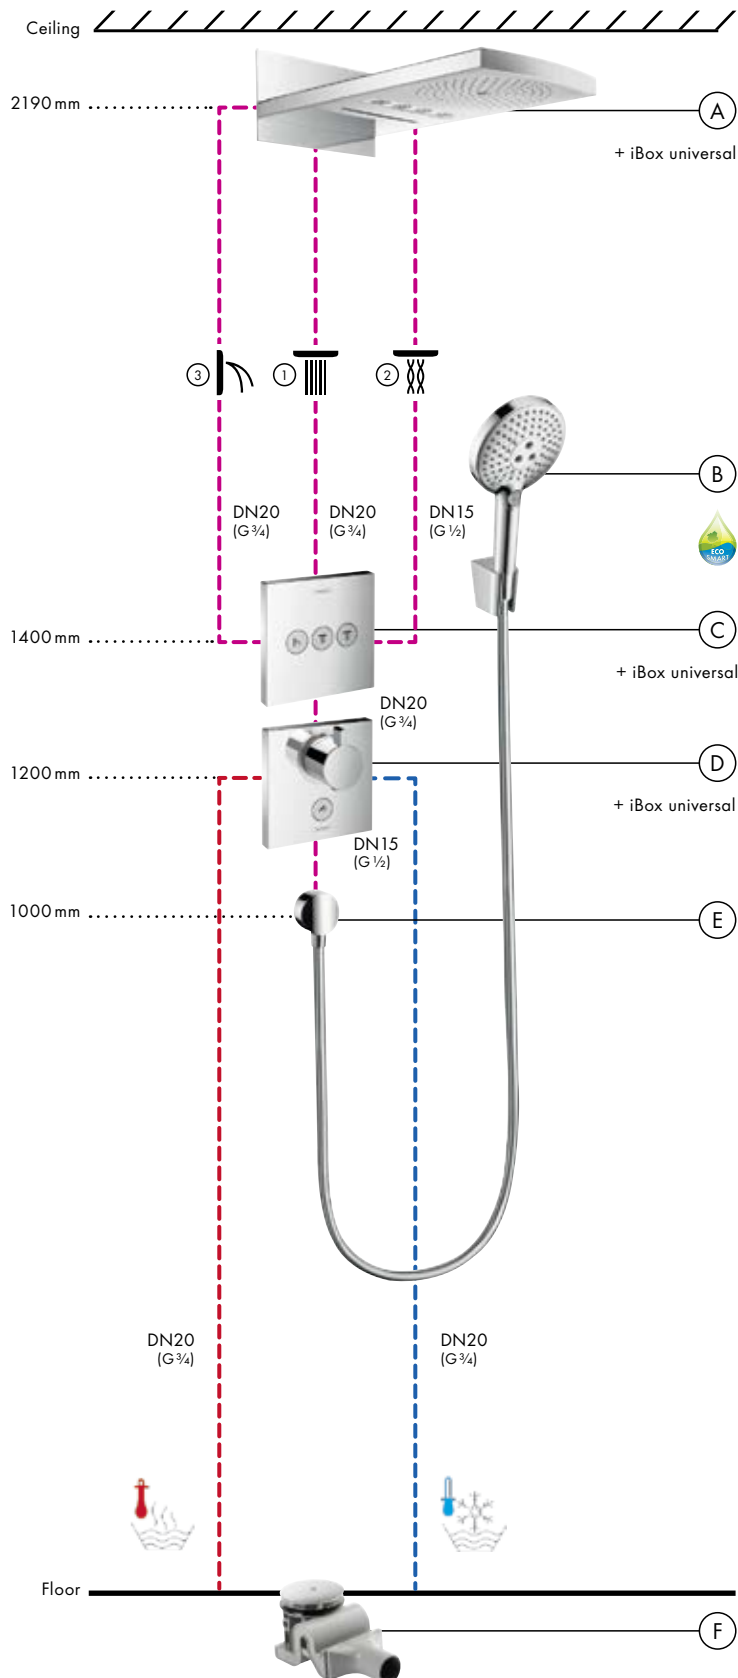 Ceiling
2190 mm
A
+ iBox universal
3
1
2
B
DN20
(G ¾)
DN20
(G ¾)
DN15
(G ½)
ECO
SMART
1400 mm
C
+ iBox universal
DN20
(G ¾)
1200 mm
D
+ iBox universal
DN15
(G ½)
1000 mm
E
DN20
(G ¾)
DN20
(G ¾)
Floor
F